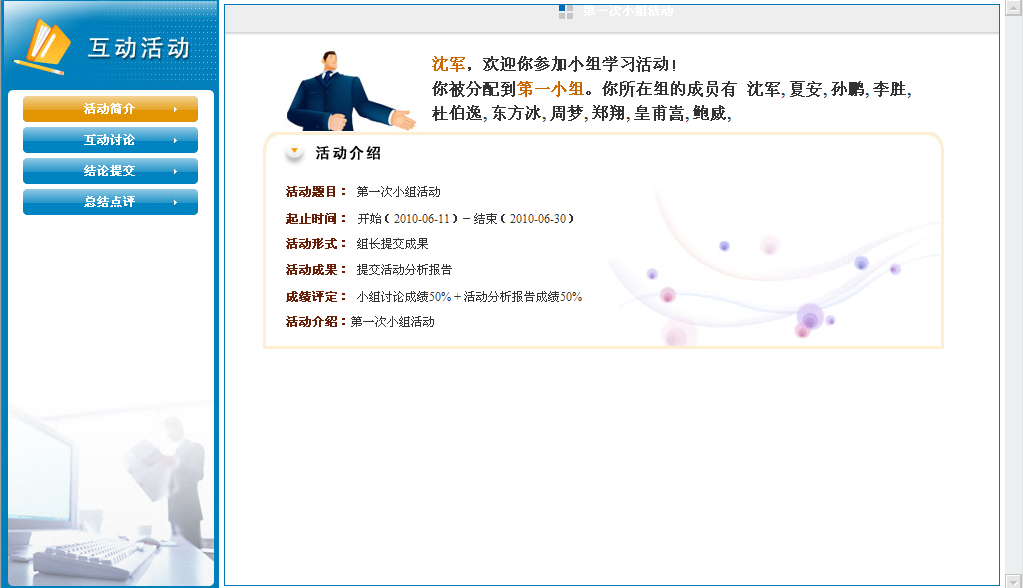 互动活动
活动简介
互动讨论
结论提交
总结点评
第一次小组活动
沈军，欢迎你参加小组学习活动！
你被分配到第一小组。你所在组的成员有 沈军,夏安,孙鹏,李胜,
杜伯逸,东方冰,周梦,郑翔,皇甫嵩,鲍威,
活动介绍
活动题目： 第一次小组活动
起止时间： 开始（2010-06-11）– 结束（2010-06-30）
活动形式： 组长提交成果
活动成果： 提交活动分析报告
成绩评定： 小组讨论成绩50% + 活动分析报告成绩50%
活动介绍：第一次小组活动